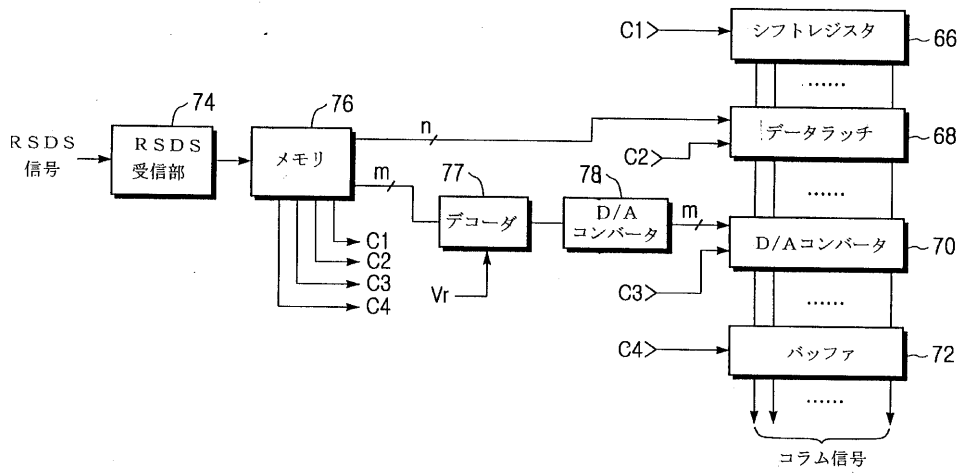 C1
シフトレジスタ
66
74
76
RSDS
信号
RSDS
受信部
メモリ
n
m
データラッチ
68
C2
77
デコーダ
78
D/A
コンバータ
m
D/Aコンバータ
70
C1
C2
C3
C4
Vr
C3
C4
バッファ
72
コラム信号